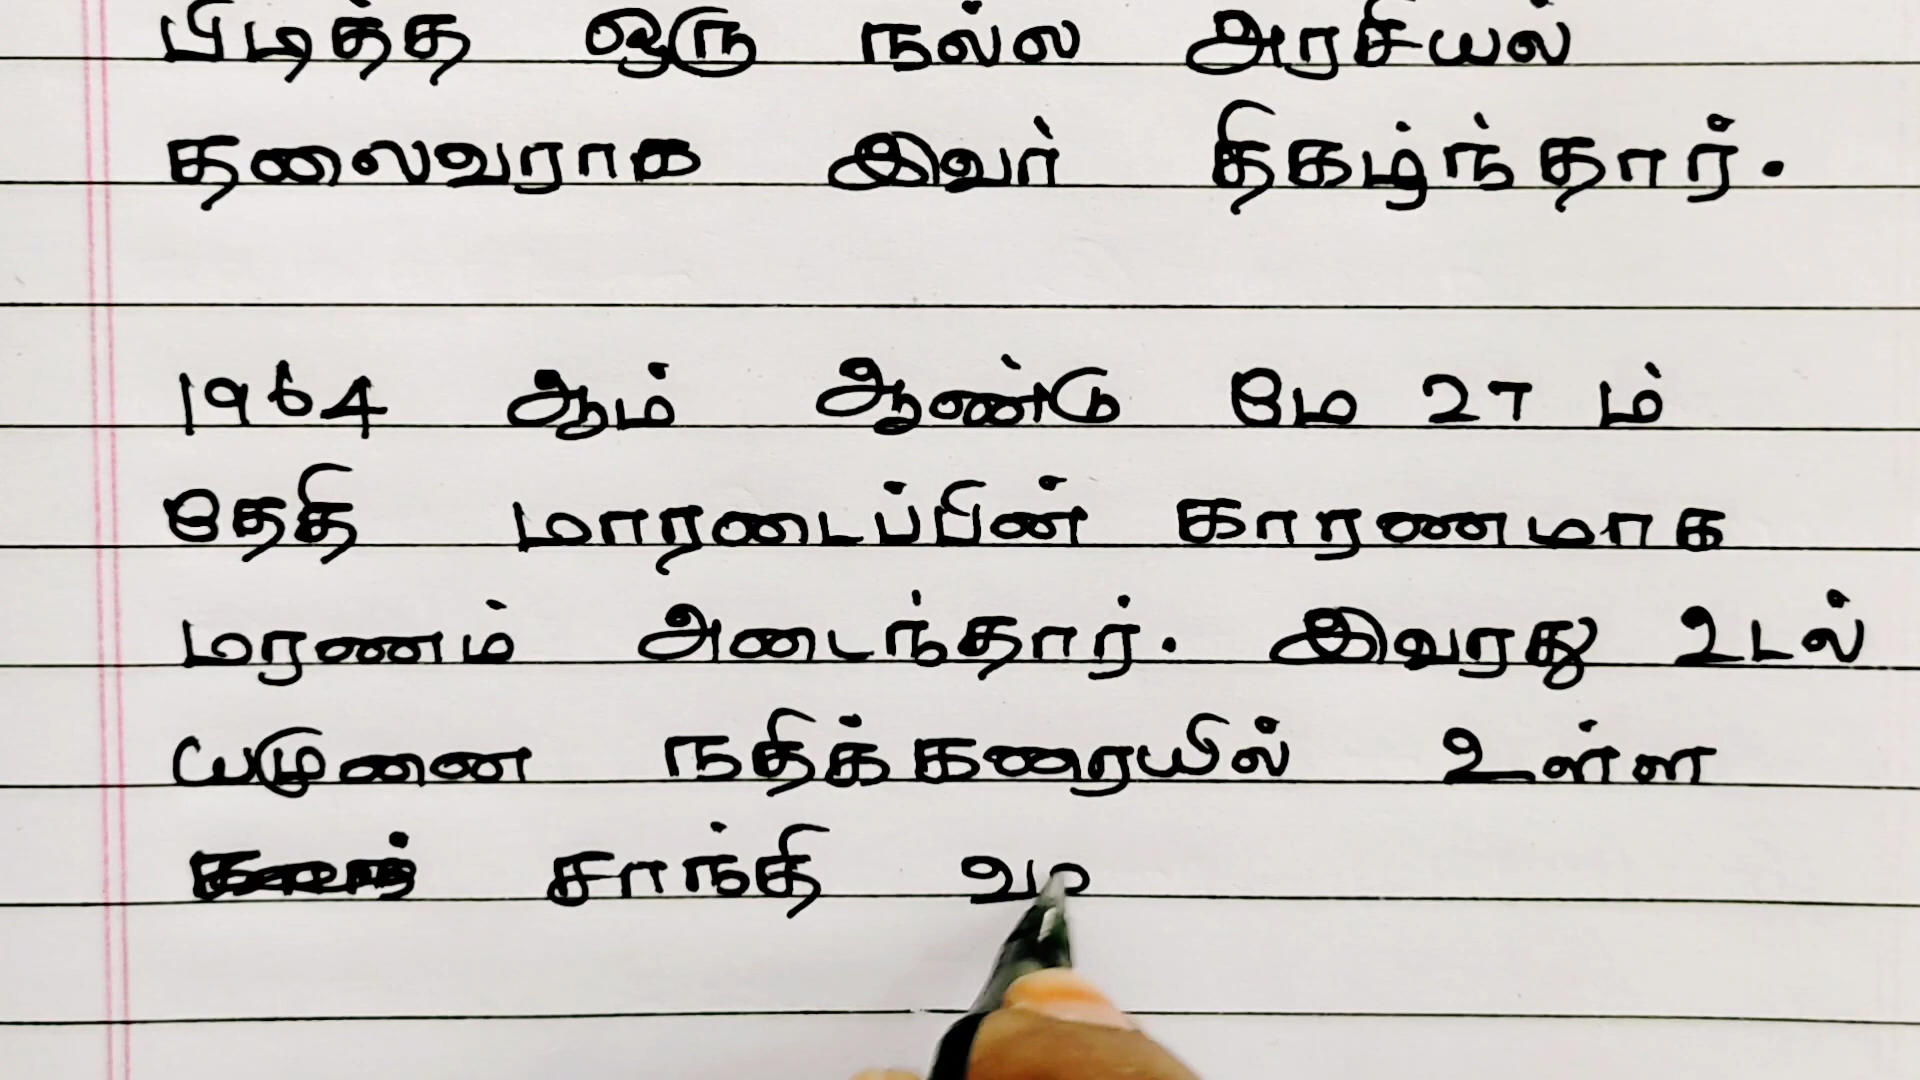 பிடித்த ஒரு நல்ல அரசியல்
தலைவராக இவர் திகழ்ந்தார்.
1964 ஆம் ஆண்டு மே 27 ம்
தேதி மாரடைப்பின் காரணமாக
மரணம் அடைந்தார். இவரது உடல்
யமுனை நதிக்கரையில் உள்ள
சாந்தி